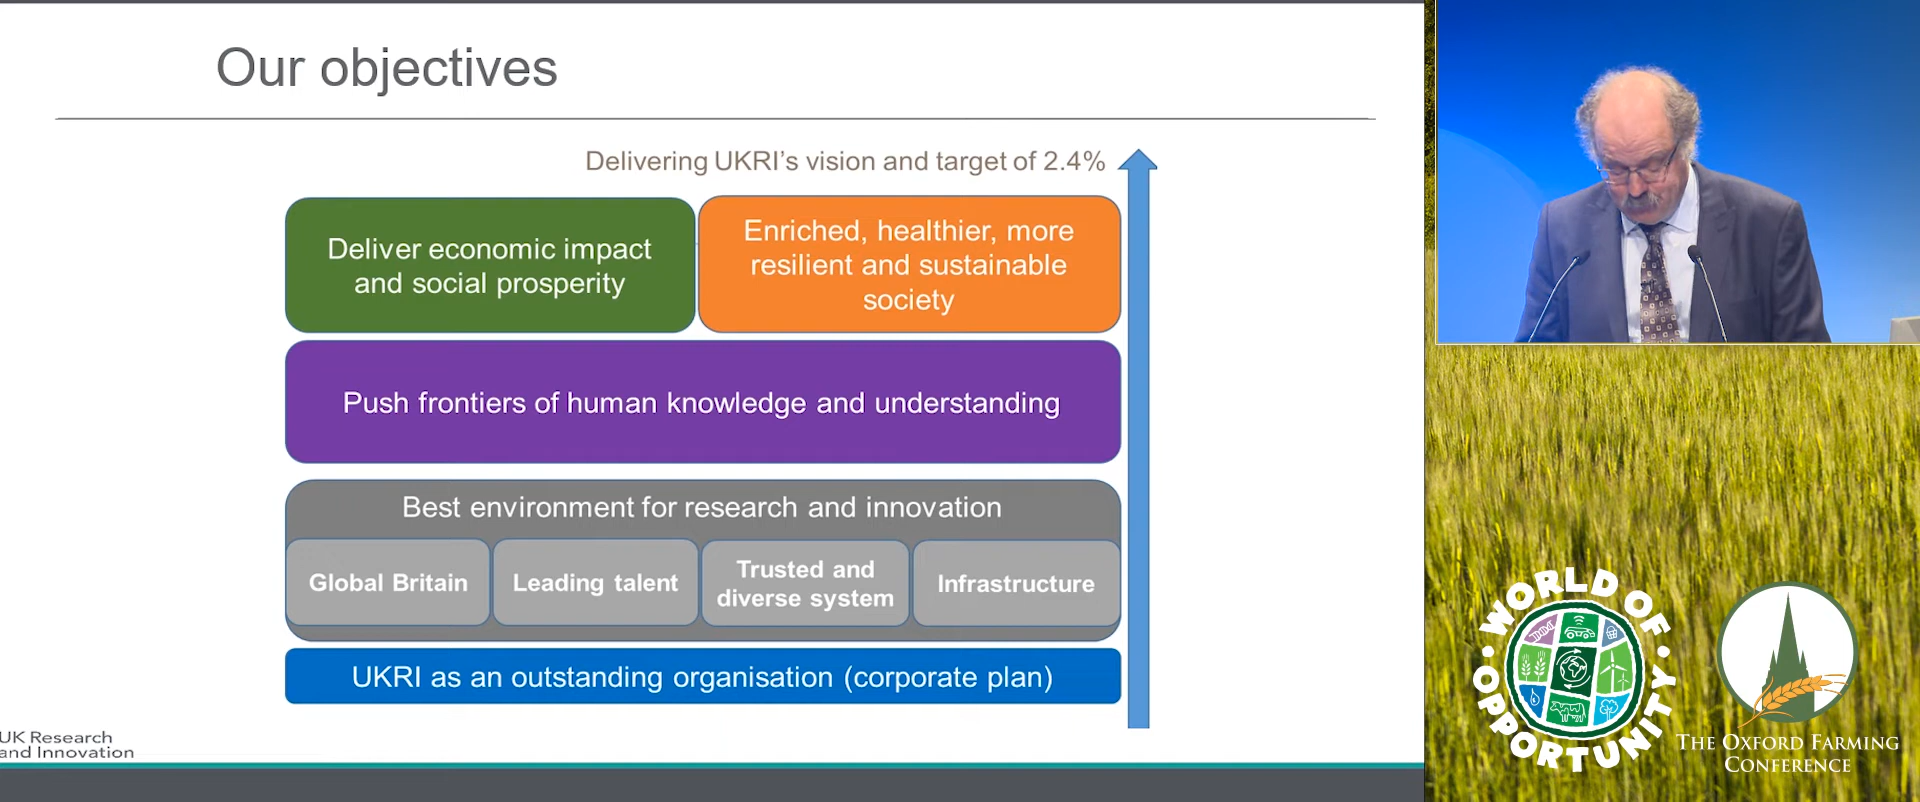 Our objectives
Delivering UKRI's vision and target of 2.4%
Deliver economic impact
and social prosperity
Enriched, healthier, more
resilient and sustainable
society
Push frontiers of human knowledge and understanding
Best environment for research and innovation
Global Britain
Leading talent
Trusted and
diverse system
Infrastructure
UKRI as an outstanding organisation (corporate plan)
UK Research
and Innovation
WORLD OF
OPPORTUNITY
THE OXFORD FARMING
CONFERENCE